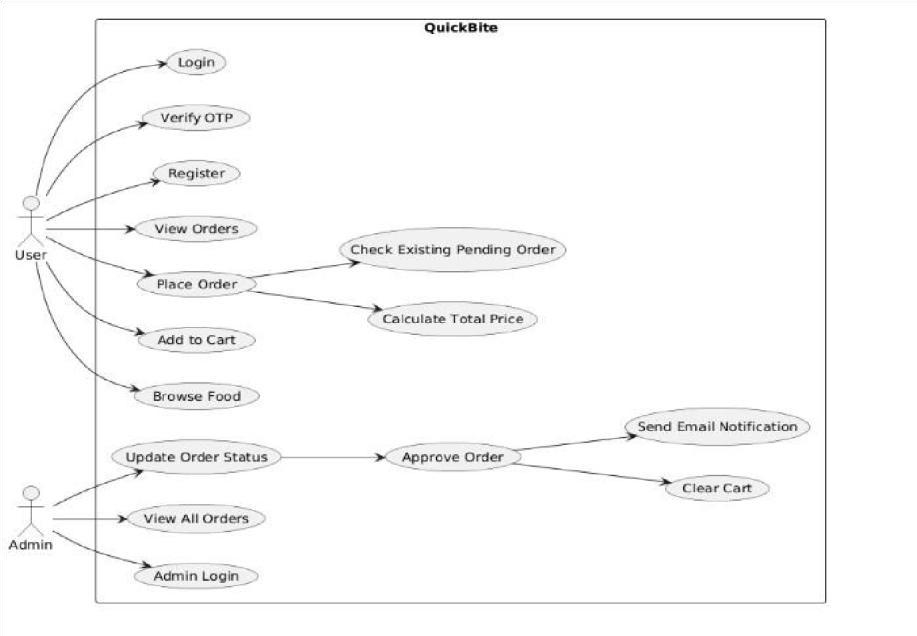 QuickBite
Login
Verify OTP
Register
View Orders
User
Check Existing Pending Order
Place Order
Calculate Total Price
Add to Cart
Browse Food
Send Email Notification
Update Order Status
Approve Order
Clear Cart
View All Orders
Admin
Admin Login